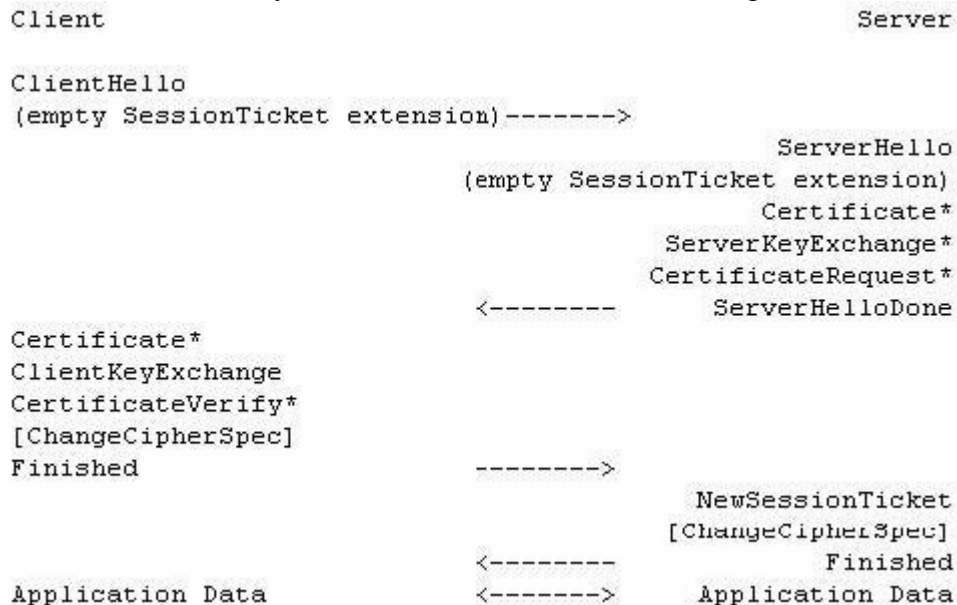 Client Server
ClientHello
(empty SessionTicket extension)------->
ServerHello
(empty SessionTicket extension)
Certificate*
ServerKeyExchange*
CertificateRequest*
<-------- ServerHelloDone
Certificate*
ClientKeyExchange
CertificateVerify*
[ChangeCipherSpec]
Finished -------->
NewSessionTicket
[ChangeCipherSpec]
<-------- Finished
Application Data <-------> Application Data